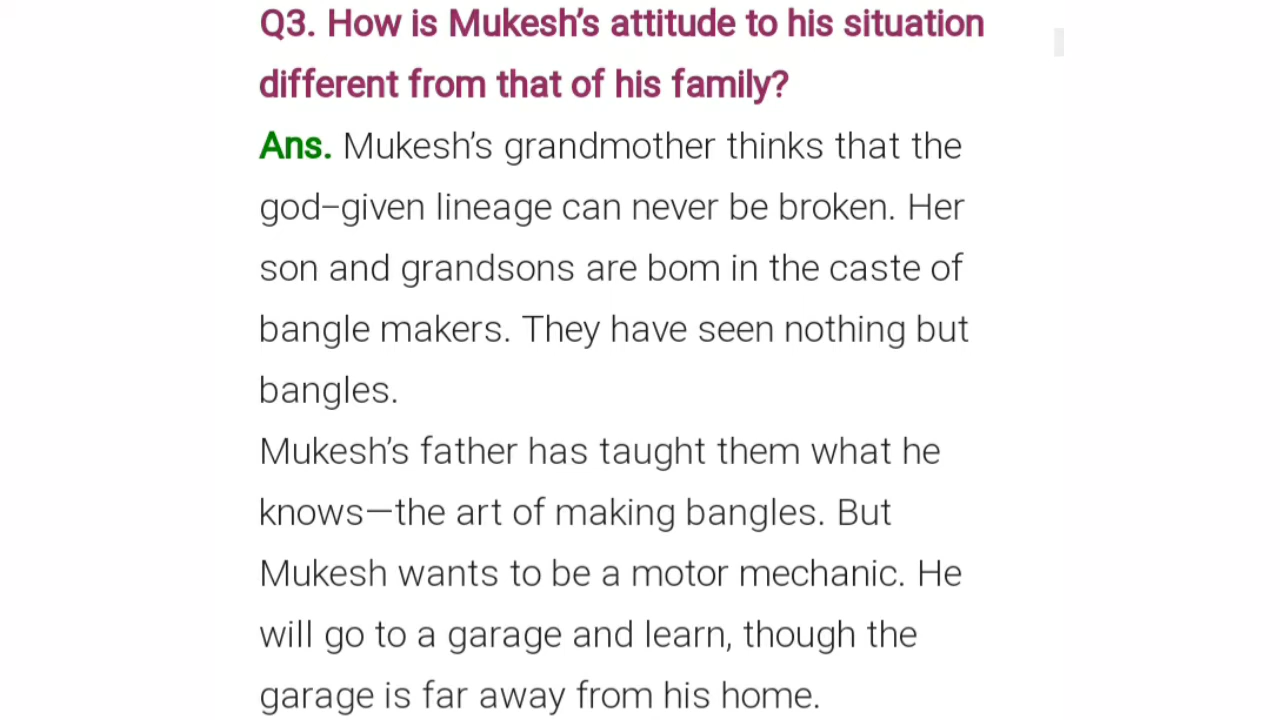 Q3. How is Mukesh’s attitude to his situation
different from that of his family?
Ans. Mukesh’s grandmother thinks that the
god–given lineage can never be broken. Her
son and grandsons are bom in the caste of
bangle makers. They have seen nothing but
bangles.
Mukesh’s father has taught them what he
knows—the art of making bangles. But
Mukesh wants to be a motor mechanic. He
will go to a garage and learn, though the
garage is far away from his home.